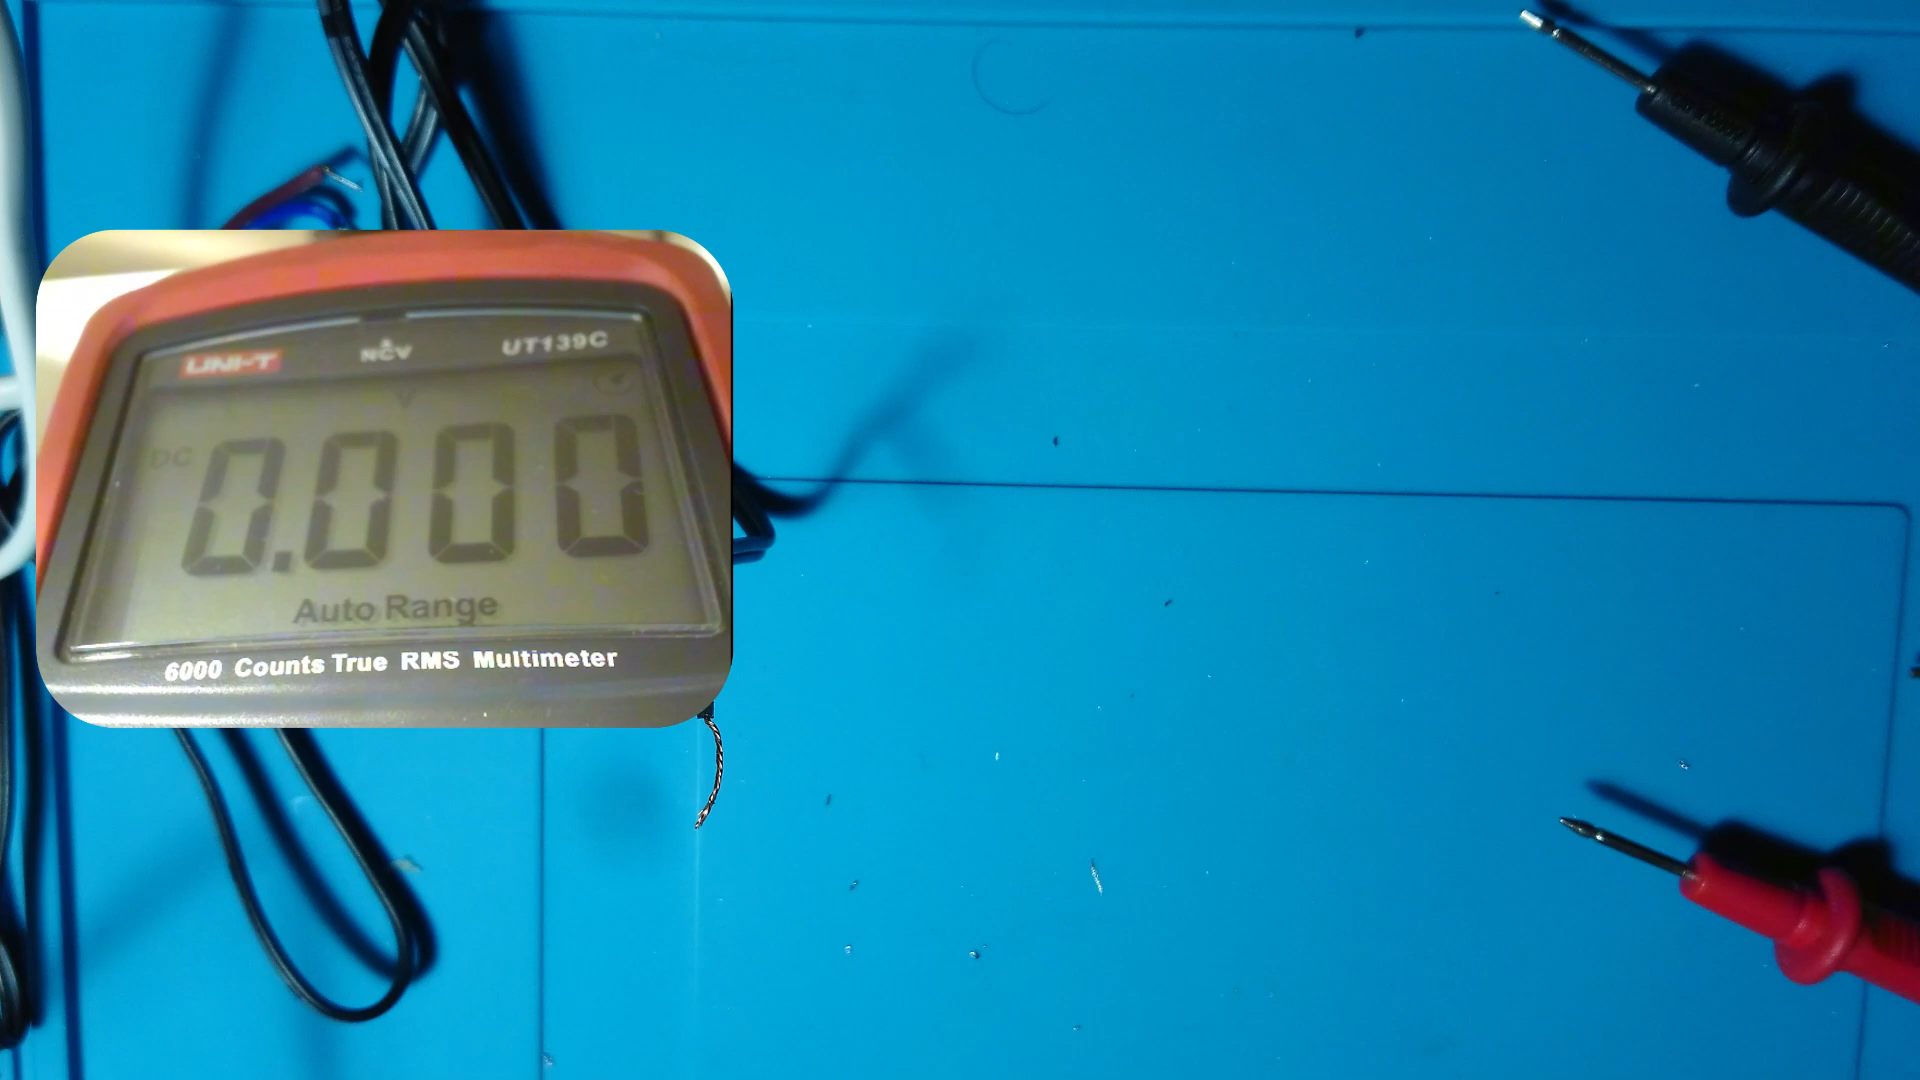 UNI-T NCV UT139C
V
DC 0.000
Auto Range
6000 Counts True RMS Multimeter